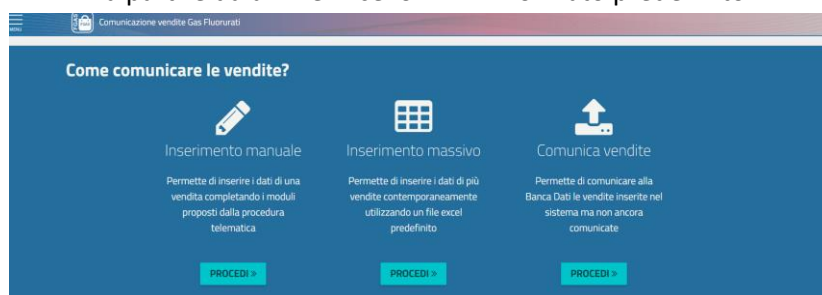 MENU
FGAS
Comunicazione vendite Gas Fluorurati
Come comunicare le vendite?
Inserimento manuale
Permette di inserire i dati di una
vendita completando i moduli
proposti dalla procedura
telematica
PROCEDI »
Inserimento massivo
Permette di inserire i dati di più
vendite contemporaneamente
utilizzando un file excel
predefinito
PROCEDI »
Comunica vendite
Permette di comunicare alla
Banca Dati le vendite inserite nel
sistema ma non ancora
comunicate
PROCEDI »